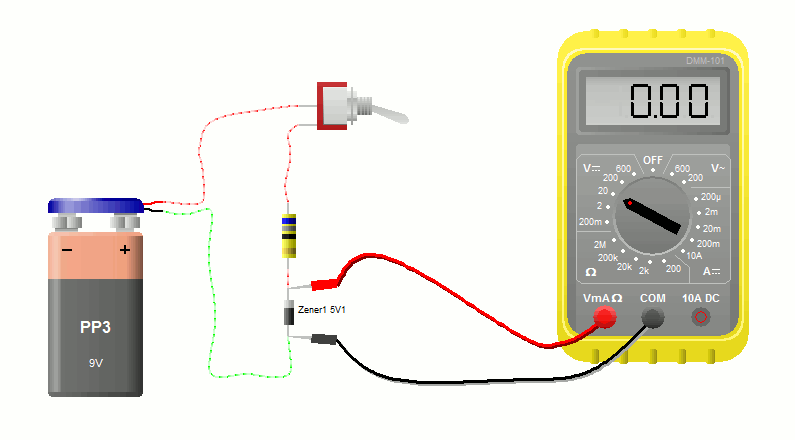 DMM-101
0.00
OFF
V⎓ 600 600 V~
200 200
20 200µ
2 2m
200m 20m
2M 200m
200k 10A
20k 2k 200
Ω A⎓
VmAΩ COM 10A DC
− +
PP3
9V
Zener1 5V1